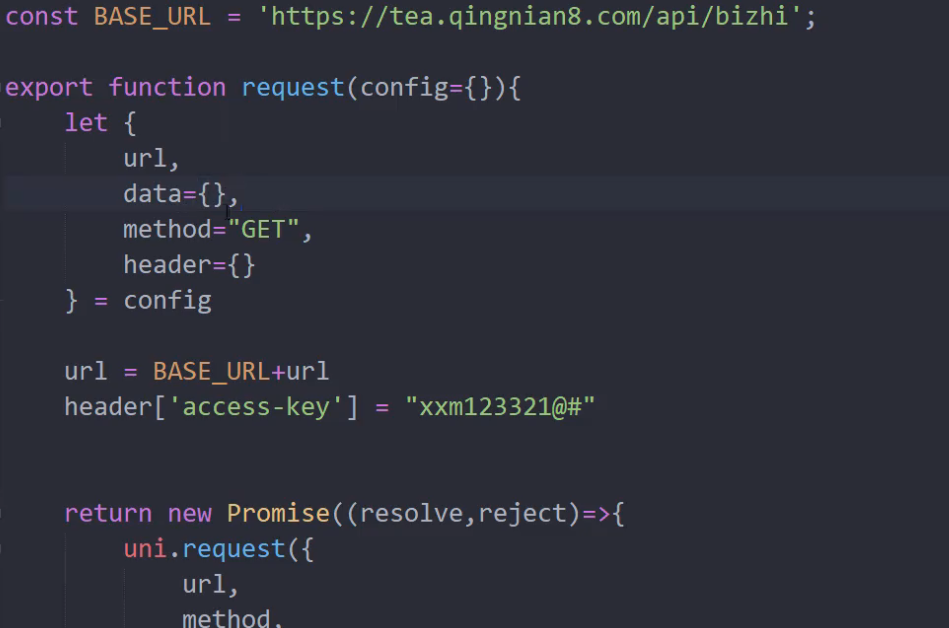 const BASE_URL = 'https://tea.qingnian8.com/api/bizhi';
export function request(config={}){
let {
url,
data={},
method="GET",
header={}
} = config
url = BASE_URL+url
header['access-key'] = "xxm123321@#"
return new Promise((resolve,reject)=>{
uni.request({
url,
method,